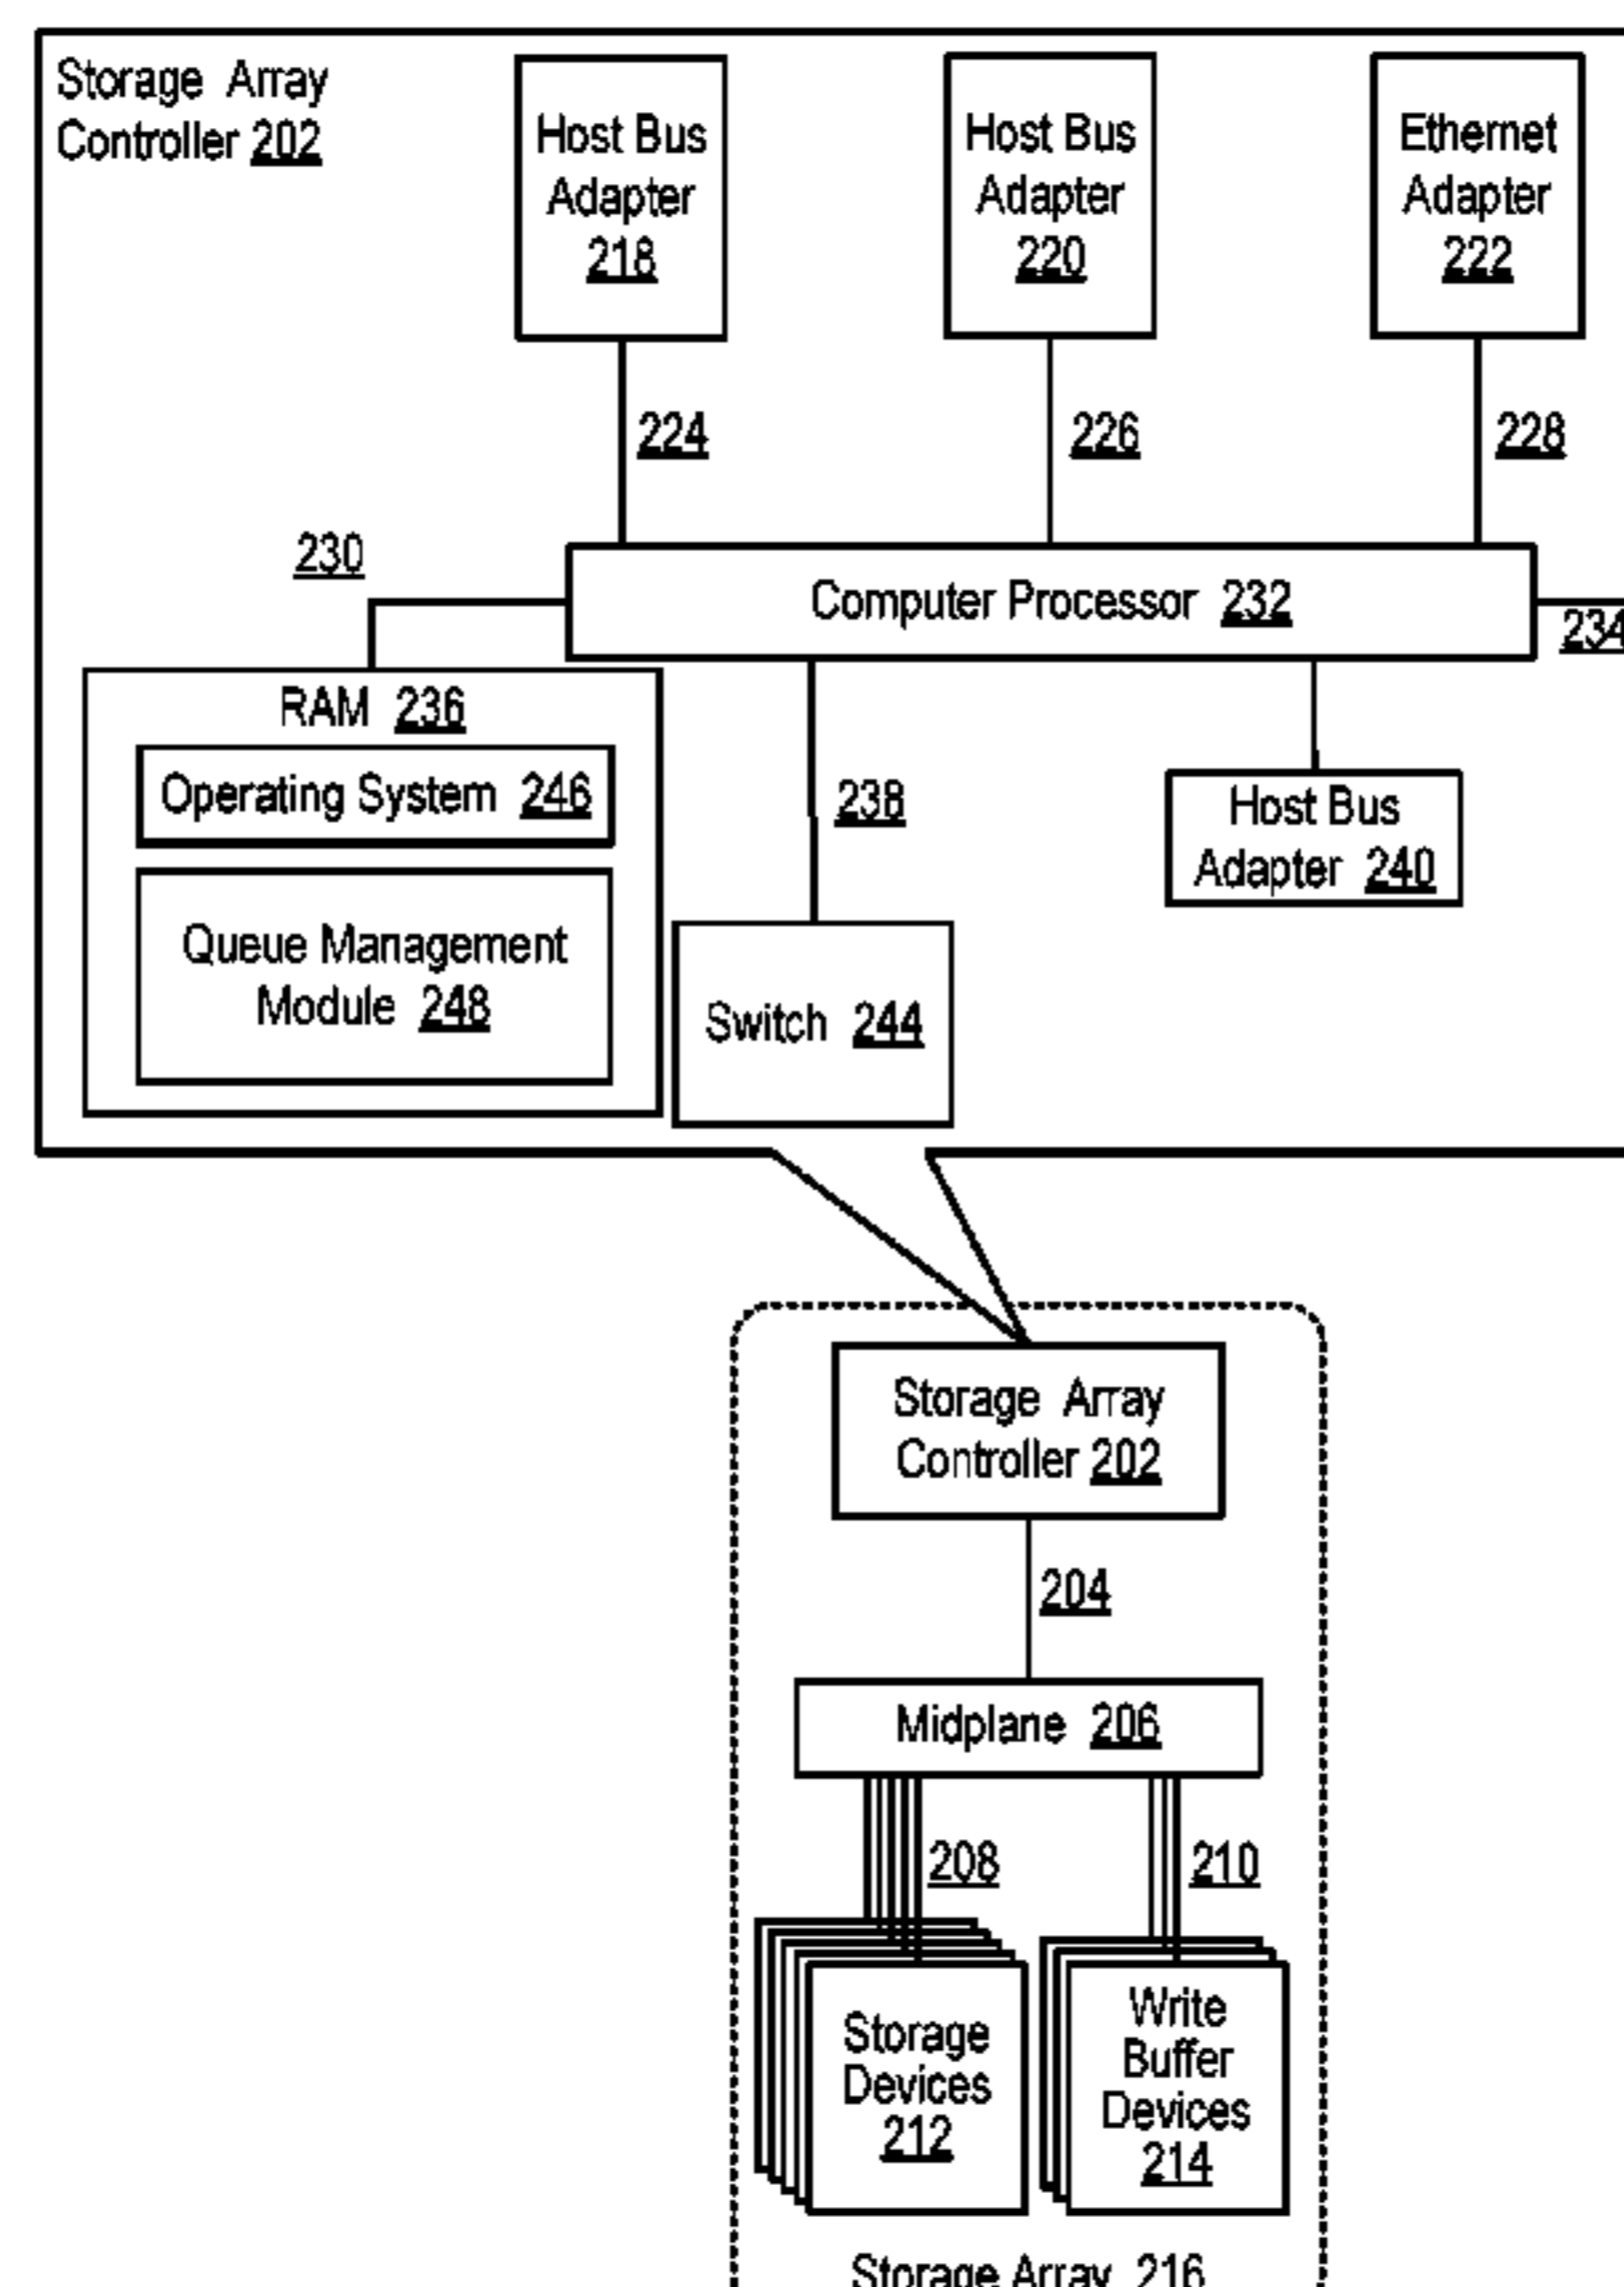 Storage Array
Controller 202
Host Bus
Adapter
218
Host Bus
Adapter
220
Ethernet
Adapter
222
224
226
228
230
Computer Processor 232
234
RAM 236
Operating System 246
Queue Management
Module 248
238
Switch 244
Host Bus
Adapter 240
Storage Array
Controller 202
204
Midplane 206
208
210
Storage
Devices
212
Write
Buffer
Devices
214
Storage Array 216